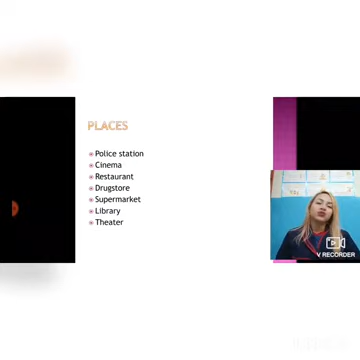 PLACES
Police station
Cinema
Restaurant
Drugstore
Supermarket
Library
Theater
V RECORDER